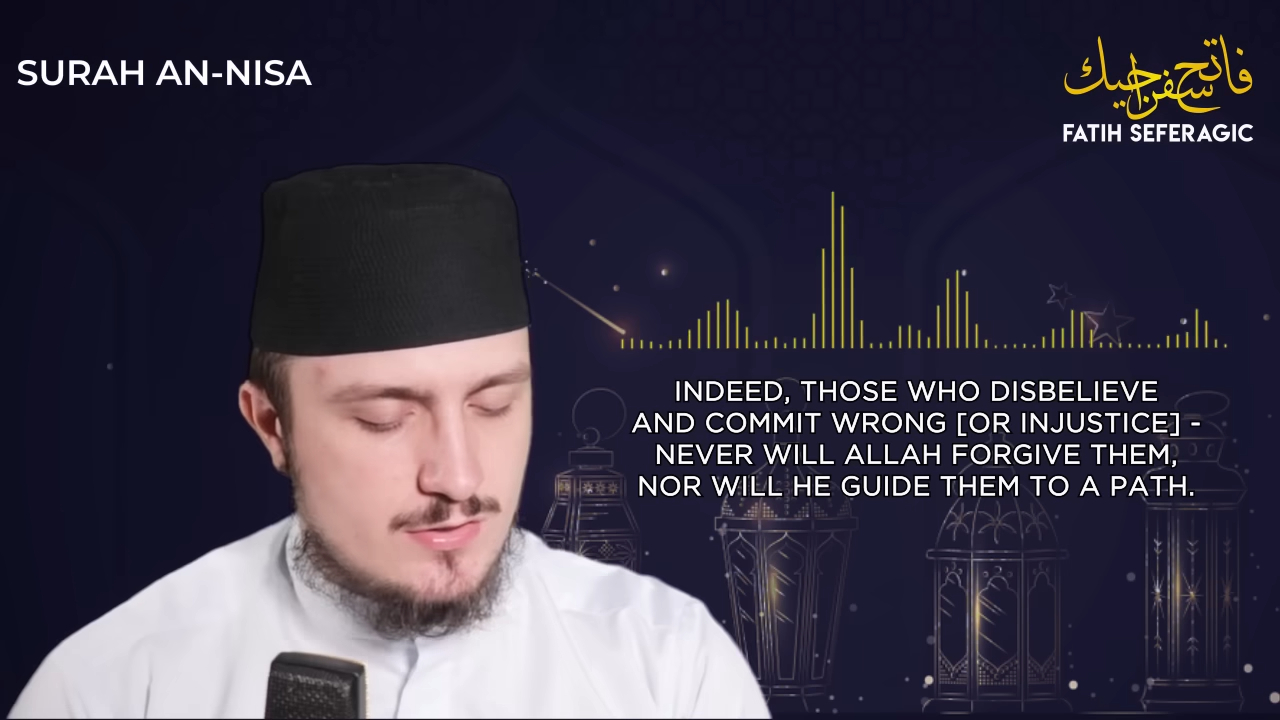 SURAH AN-NISA
فاتح سفراجيك
FATIH SEFERAGIC
INDEED, THOSE WHO DISBELIEVE
AND COMMIT WRONG [OR INJUSTICE] -
NEVER WILL ALLAH FORGIVE THEM,
NOR WILL HE GUIDE THEM TO A PATH.